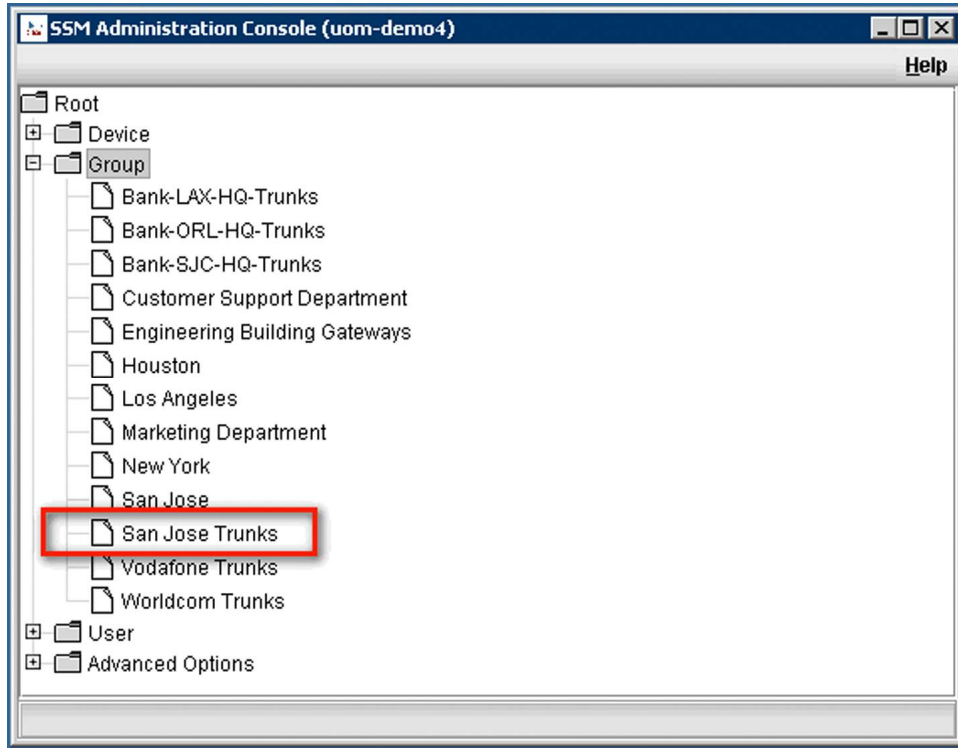 SSM Administration Console (uom-demo4)
Help
Root
Device
Group
Bank-LAX-HQ-Trunks
Bank-ORL-HQ-Trunks
Bank-SJC-HQ-Trunks
Customer Support Department
Engineering Building Gateways
Houston
Los Angeles
Marketing Department
New York
San Jose
San Jose Trunks
Vodafone Trunks
Worldcom Trunks
User
Advanced Options